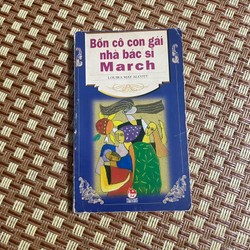 Bốn cô con gái
nhà bác sĩ
March
LOUISA MAY ALCOTT